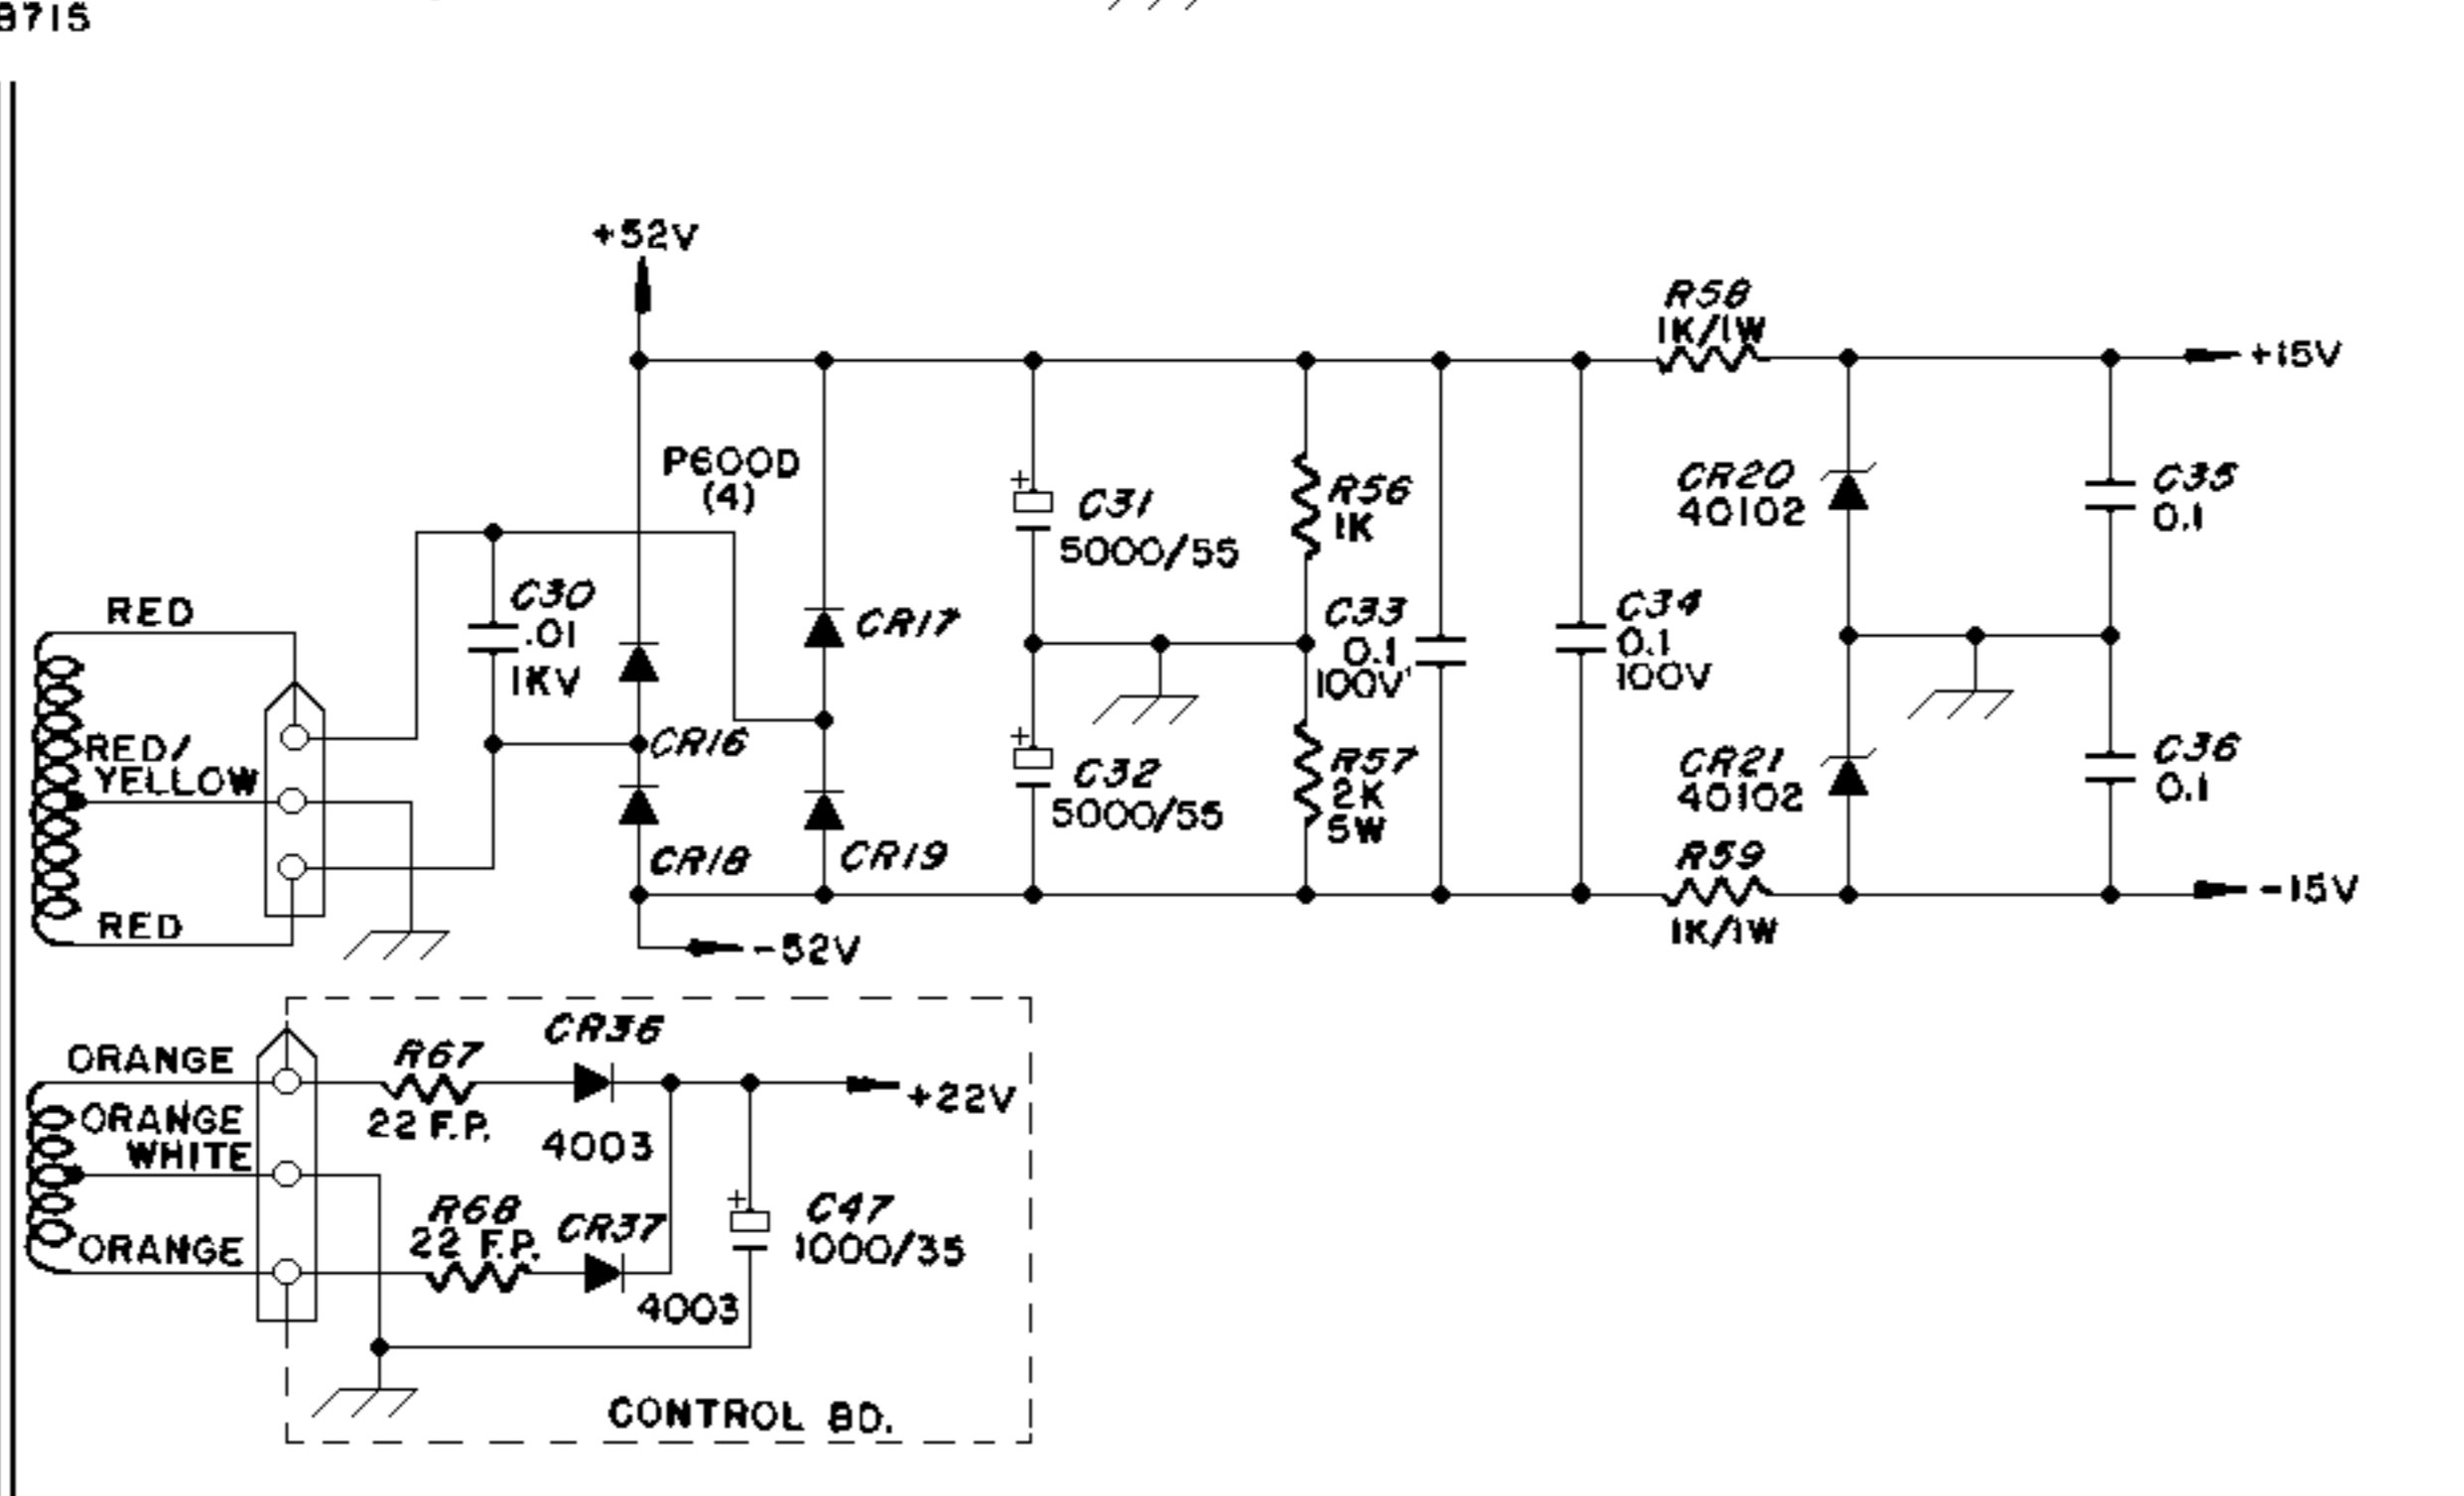 +52V
R58
1K/1W
+15V
P600D
(4)
C31
5000/55
R56
1K
CR20
40102
C35
0.1
RED
C30
.01
1KV
CR17
C33
0.1
100V
C34
0.1
100V
RED/
YELLOW
CR16
C32
5000/55
R57
2K
5W
CR21
40102
C36
0.1
CR18
CR19
R59
1K/1W
-15V
RED
-52V
ORANGE
R67
22 F.P.
CR36
4003
+22V
ORANGE
WHITE
R68
22 F.P.
CR37
4003
C47
1000/35
ORANGE
CONTROL BD.